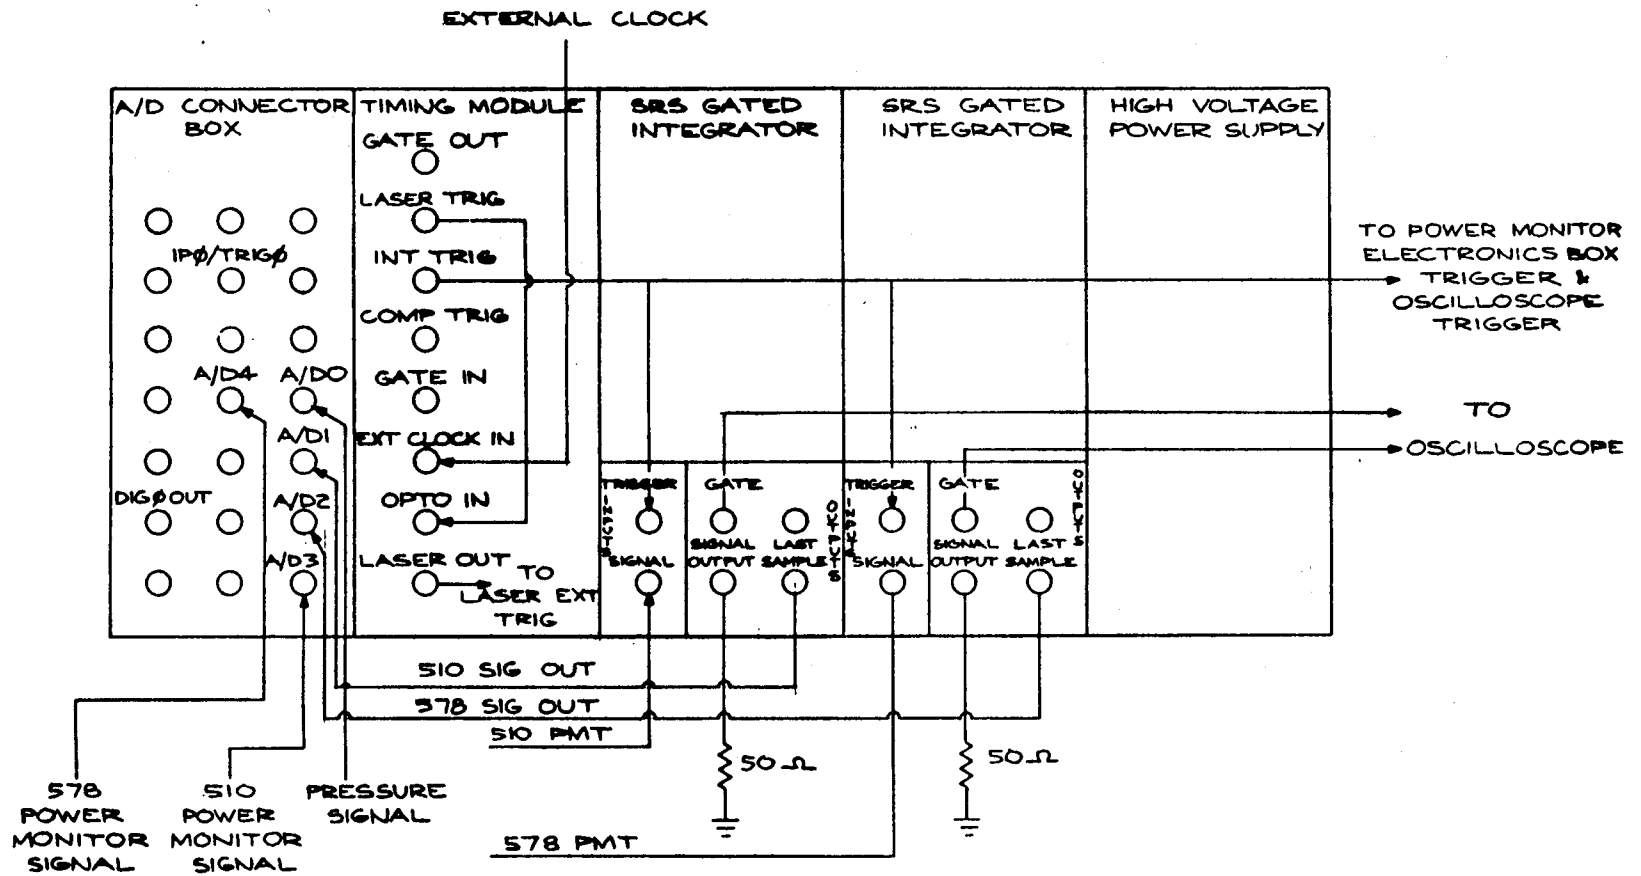 EXTERNAL CLOCK
A/D CONNECTOR
BOX
IPØ/TRIGØ
A/D4
A/D0
A/D1
DIGØOUT
A/D2
A/D3
TIMING MODULE
GATE OUT
LASER TRIG
INT TRIG
COMP TRIG
GATE IN
EXT CLOCK IN
OPTO IN
LASER OUT
TO
LASER EXT
TRIG
SRS GATED
INTEGRATOR
TRIGGER
INPUTS
SIGNAL
GATE
SIGNAL
OUTPUT
LAST
SAMPLE
OUTPUTS
SRS GATED
INTEGRATOR
TRIGGER
INPUTS
SIGNAL
GATE
SIGNAL
OUTPUT
LAST
SAMPLE
OUTPUTS
HIGH VOLTAGE
POWER SUPPLY
TO POWER MONITOR
ELECTRONICS BOX
TRIGGER &
OSCILLOSCOPE
TRIGGER
TO
OSCILLOSCOPE
510 SIG OUT
578 SIG OUT
510 PMT
50Ω
50Ω
578 PMT
578
POWER
MONITOR
SIGNAL
510
POWER
MONITOR
SIGNAL
PRESSURE
SIGNAL